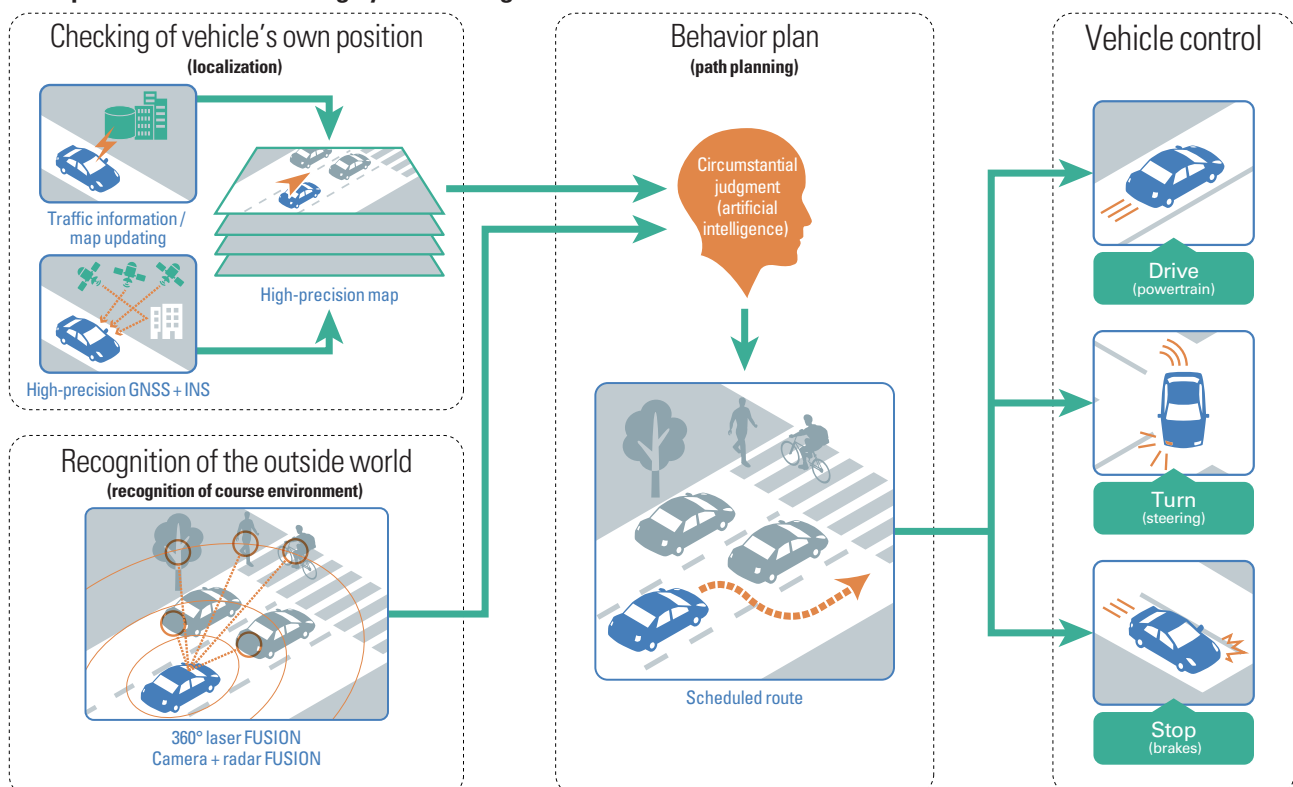 Checking of vehicle's own position
(localization)
Traffic information /
map updating
High-precision map
High-precision GNSS + INS
Recognition of the outside world
(recognition of course environment)
360° laser FUSION
Camera + radar FUSION
Behavior plan
(path planning)
Circumstantial
judgment
(artificial
intelligence)
Scheduled route
Vehicle control
Drive
(powertrain)
Turn
(steering)
Stop
(brakes)